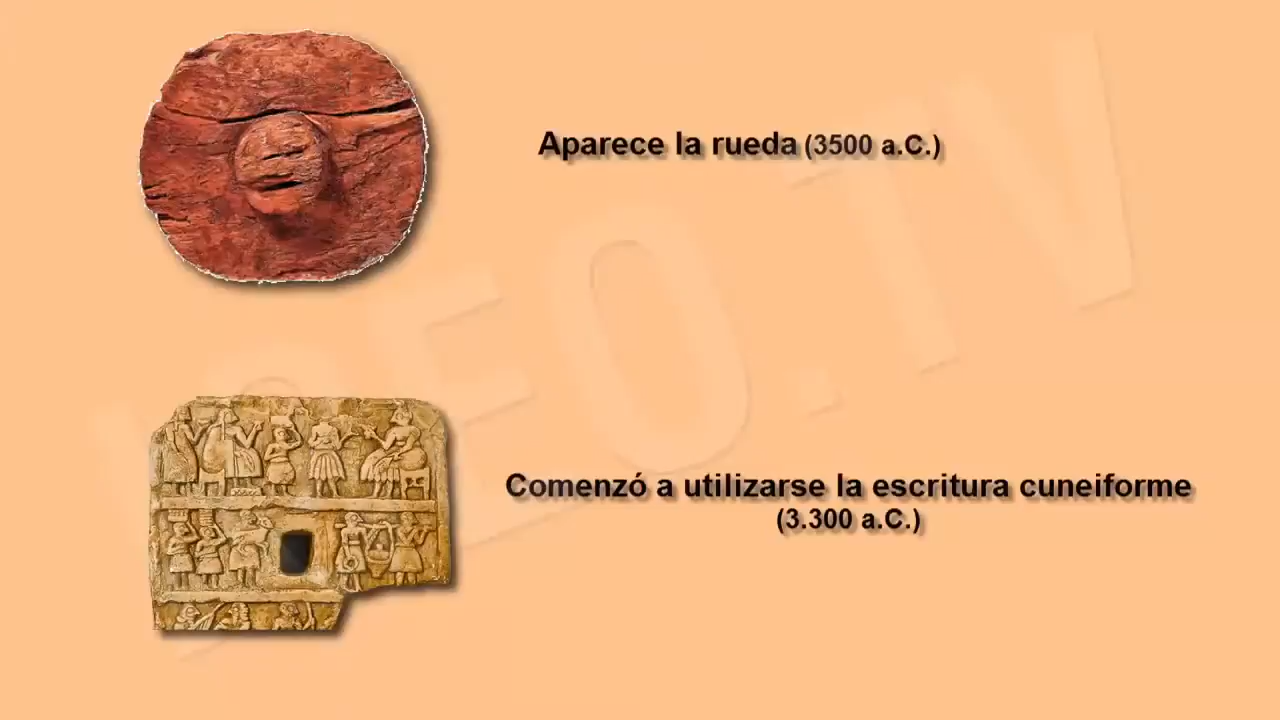 Aparece la rueda (3500 a.C.)
Comenzó a utilizarse la escritura cuneiforme
(3.300 a.C.)